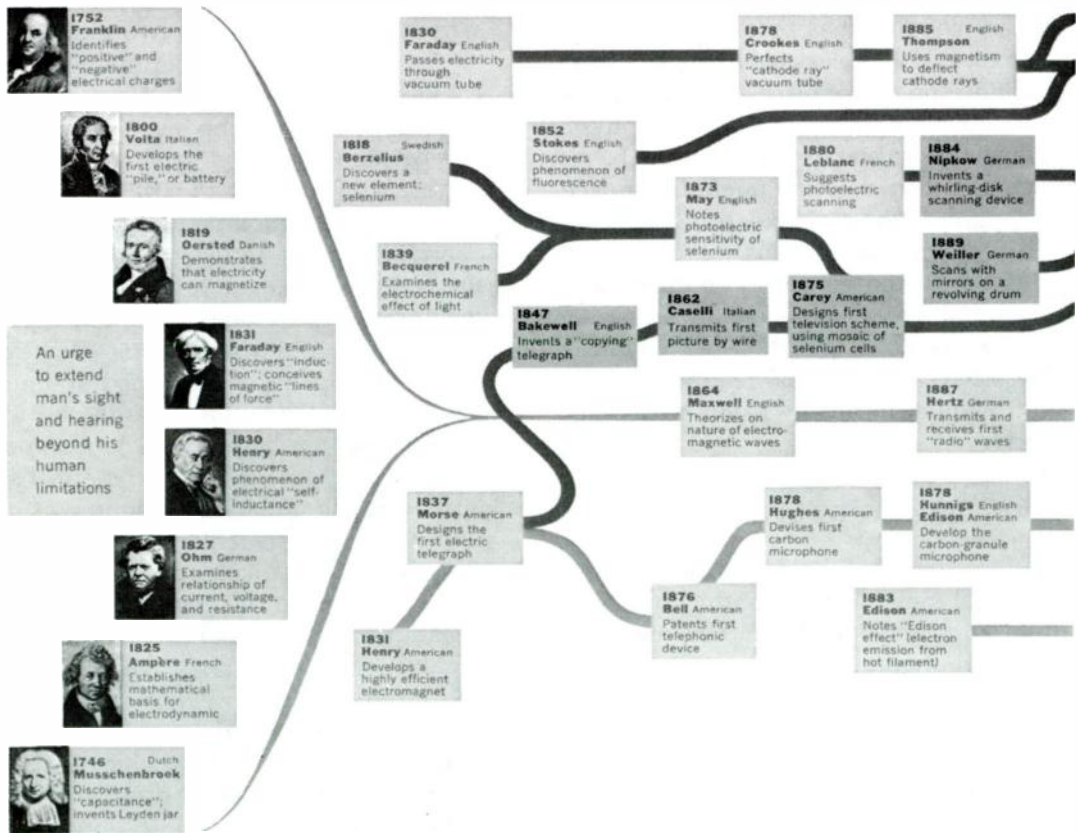 1752
Franklin American
Identifies
"positive" and
"negative"
electrical charges
1800
Volta Italian
Develops the
first electric
"pile," or battery
1819
Oersted Danish
Demonstrates
that electricity
can magnetize
An urge
to extend
man's sight
and hearing
beyond his
human
limitations
1831
Faraday English
Discovers "induc-
tion"; conceives
magnetic "lines
of force"
1830
Henry American
Discovers
phenomenon of
electrical "self-
inductance"
1827
Ohm German
Examines
relationship of
current, voltage,
and resistance
1825
Ampère French
Establishes
mathematical
basis for
electrodynamic
1746 Dutch
Musschenbroek
Discovers
"capacitance";
invents Leyden jar
1830
Faraday English
Passes electricity
through
vacuum tube
1878
Crookes English
Perfects
"cathode ray"
vacuum tube
1885 English
Thompson
Uses magnetism
to deflect
cathode rays
1818 Swedish
Berzelius
Discovers a
new element:
selenium
1852
Stokes English
Discovers
phenomenon of
fluorescence
1880
Leblanc French
Suggests
photoelectric
scanning
1884
Nipkow German
Invents a
whirling-disk
scanning device
1873
May English
Notes
photoelectric
sensitivity of
selenium
1839
Becquerel French
Examines the
electrochemical
effect of light
1889
Weiller German
Scans with
mirrors on a
revolving drum
1847
Bakewell English
Invents a "copying"
telegraph
1862
Caselli Italian
Transmits first
picture by wire
1875
Carey American
Designs first
television scheme,
using mosaic of
selenium cells
1864
Maxwell English
Theorizes on
nature of electro-
magnetic waves
1887
Hertz German
Transmits and
receives first
"radio" waves
1837
Morse American
Designs the
first electric
telegraph
1878
Hughes American
Devises first
carbon
microphone
1878
Hunnigs English
Edison American
Develop the
carbon-granule
microphone
1876
Bell American
Patents first
telephonic
device
1883
Edison American
Notes "Edison
effect" (electron
emission from
hot filament)
1831
Henry American
Develops a
highly efficient
electromagnet